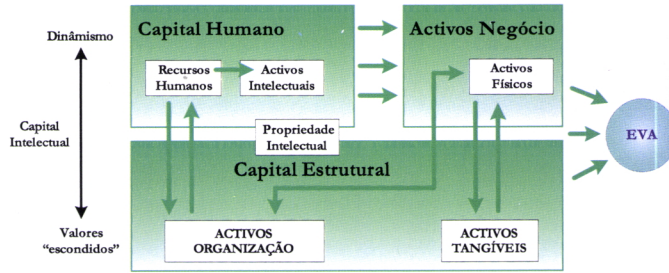 Dinâmismo
Capital
Intelectual
Valores
“escondidos”
Capital Humano
Recursos
Humanos
Activos
Intelectuais
Activos Negócio
Activos
Físicos
Propriedade
Intelectual
Capital Estrutural
ACTIVOS
ORGANIZAÇÃO
ACTIVOS
TANGÍVEIS
EVA